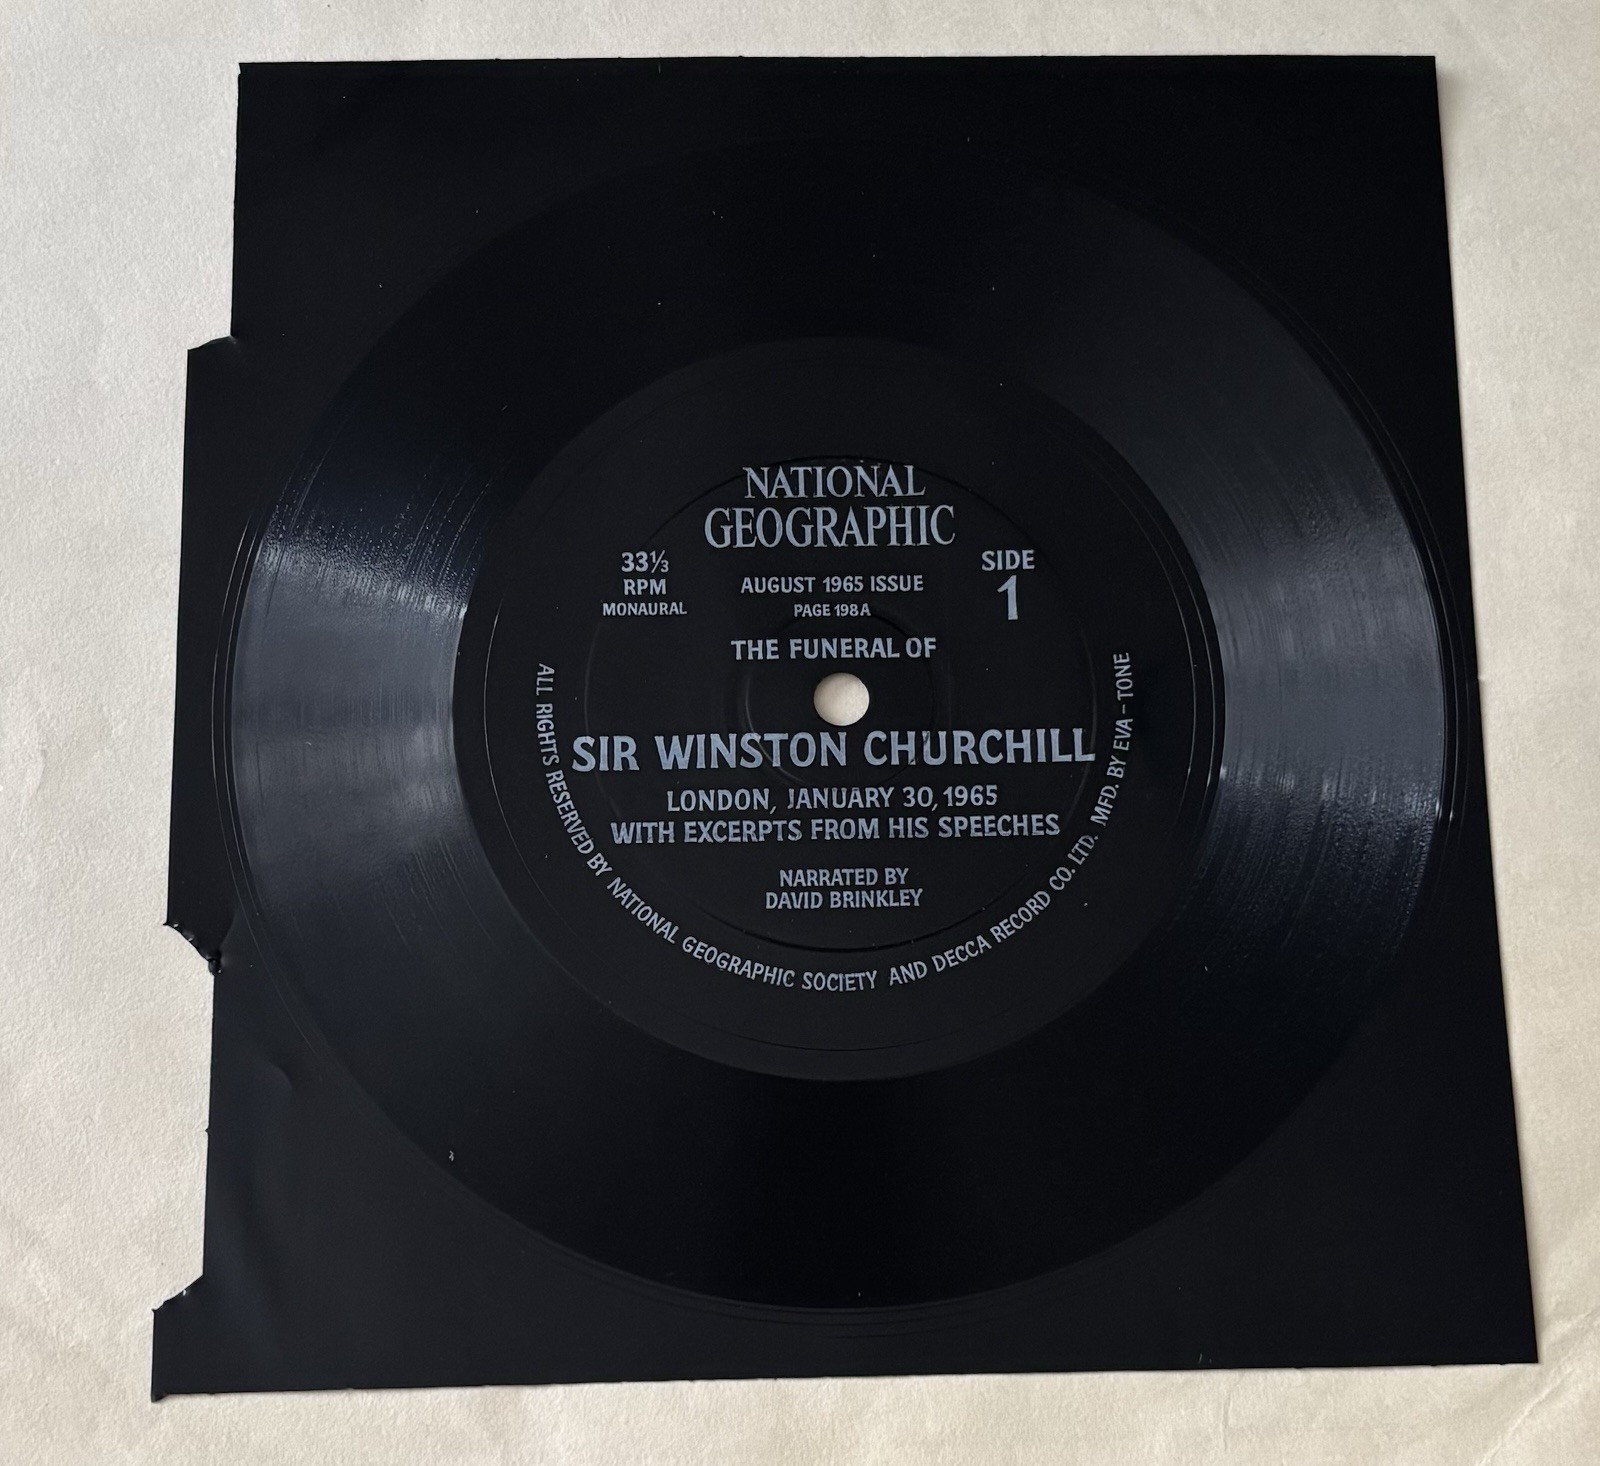 NATIONAL
GEOGRAPHIC
33⅓
RPM
MONAURAL
AUGUST 1965 ISSUE
PAGE 198A
SIDE
1
THE FUNERAL OF
SIR WINSTON CHURCHILL
LONDON, JANUARY 30, 1965
WITH EXCERPTS FROM HIS SPEECHES
NARRATED BY
DAVID BRINKLEY
ALL RIGHTS RESERVED BY NATIONAL GEOGRAPHIC SOCIETY AND DECCA RECORD CO. LTD. MFD. BY EVA-TONE